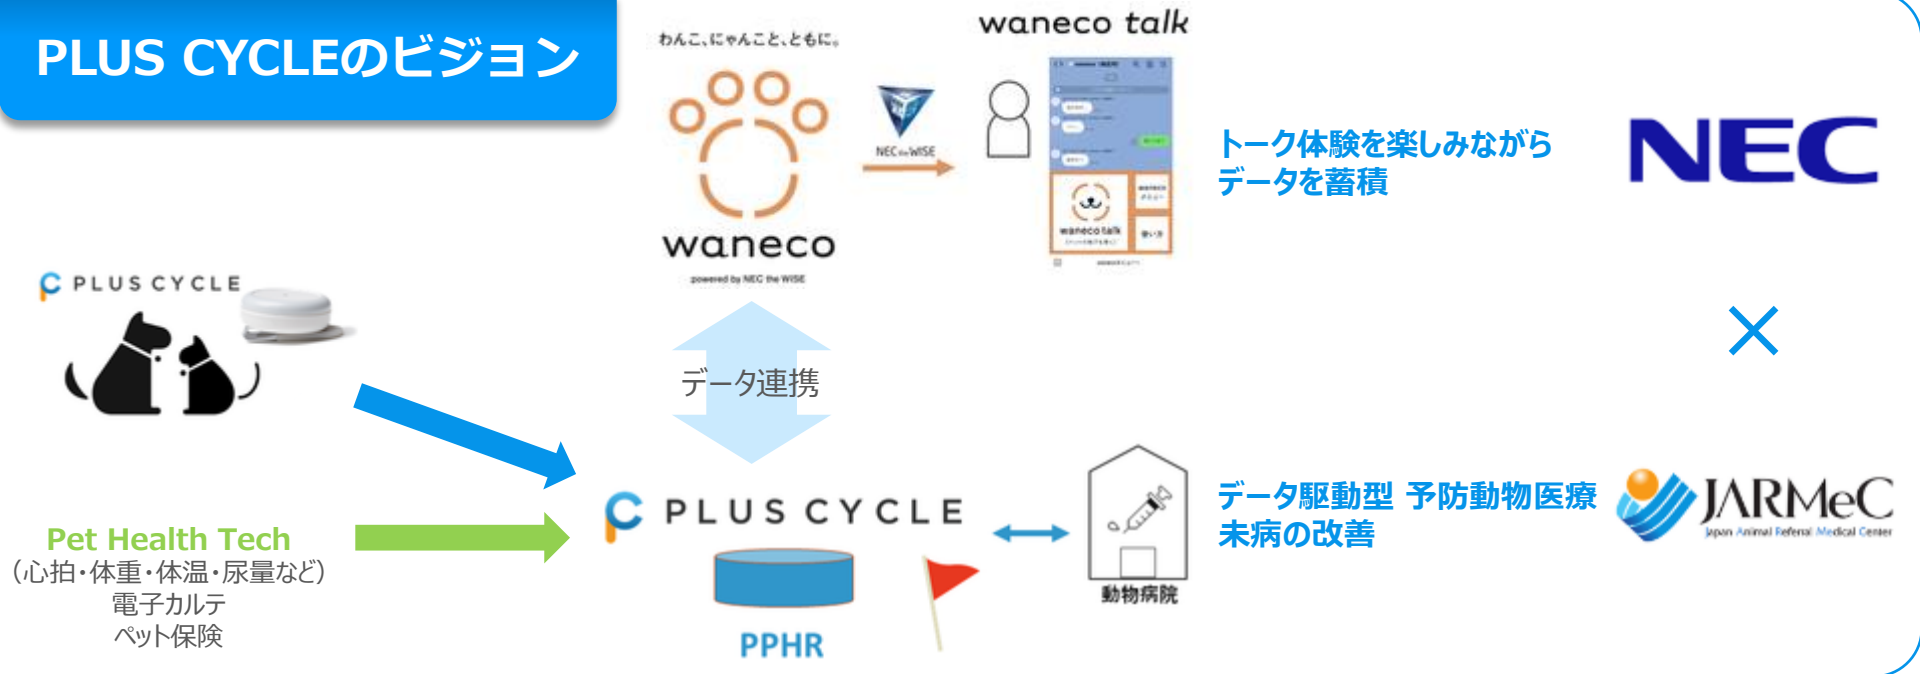 PLUS CYCLEのビジョン
わんこ、にゃんこと、ともに。
waneco
powered by NEC the WISE
NEC the WISE
waneco talk
waneco talk
使い方
トーク体験を楽しみながら
データを蓄積
NEC
×
PLUS CYCLE
データ連携
Pet Health Tech
（心拍・体重・体温・尿量など）
電子カルテ
ペット保険
PLUS CYCLE
PPHR
動物病院
データ駆動型 予防動物医療
未病の改善
JARMeC
Japan Animal Referral Medical Center